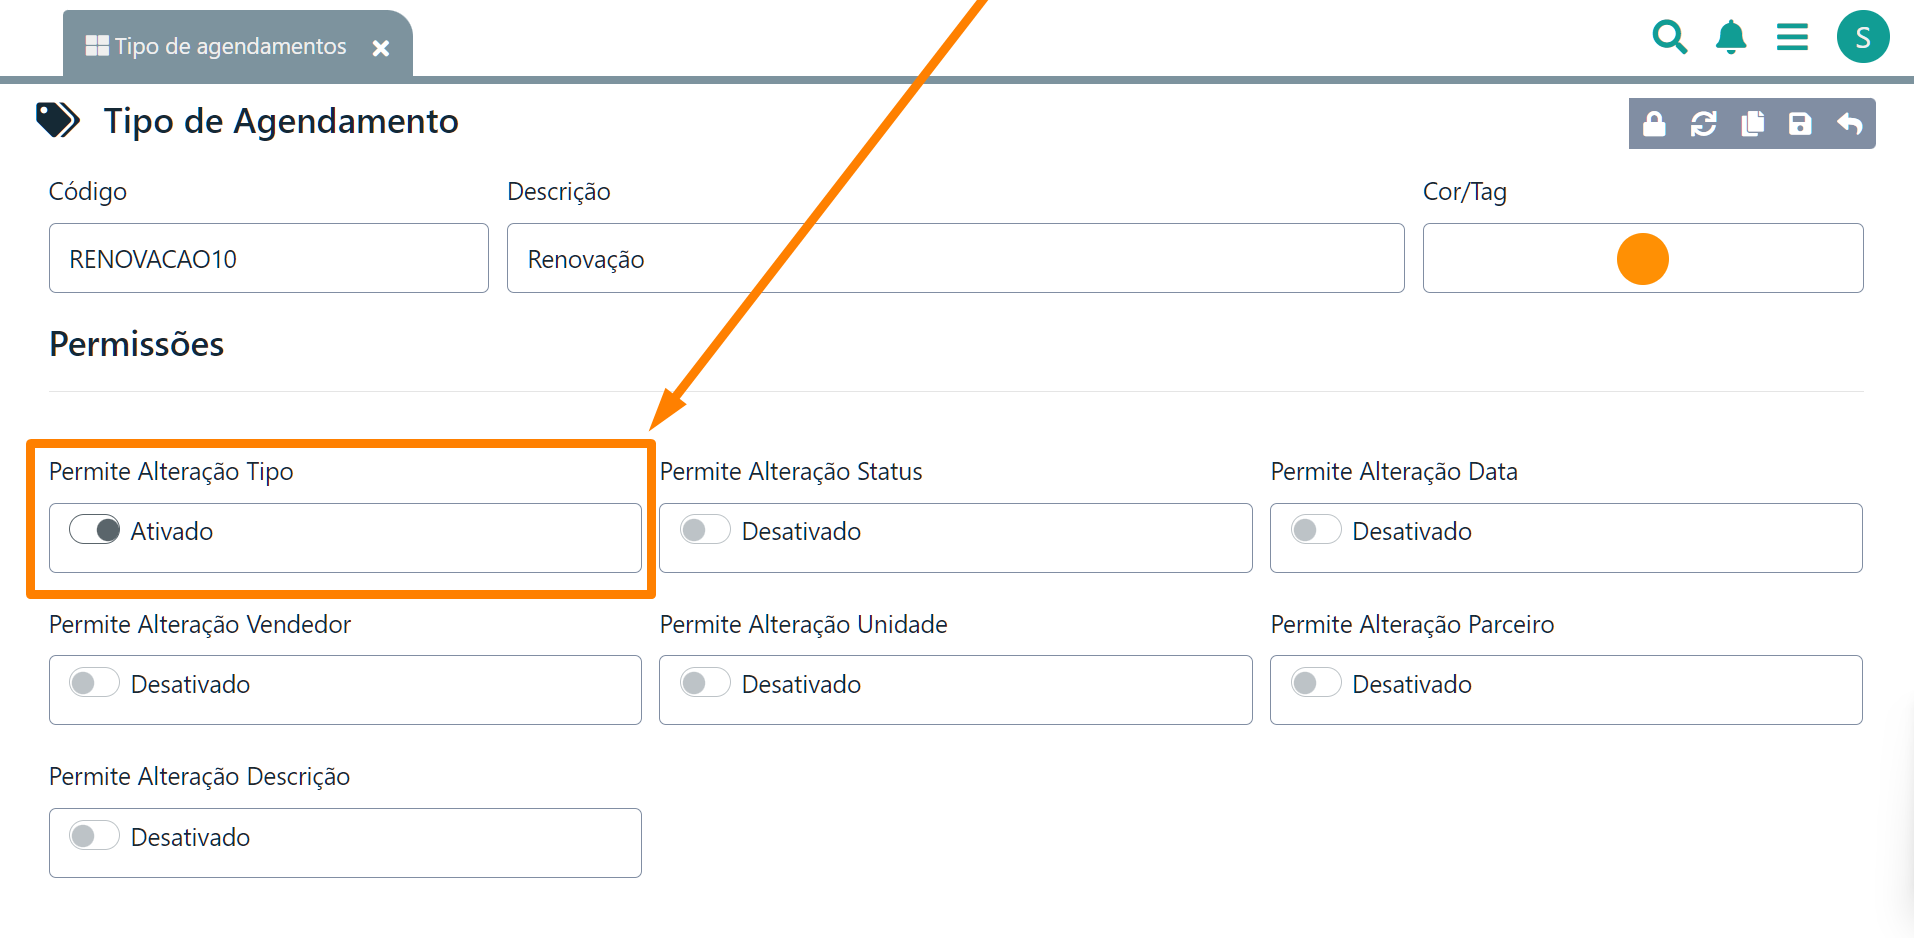 Tipo de agendamentos
S
Tipo de Agendamento
Código
Descrição
Cor/Tag
RENOVACAO10
Renovação
Permissões
Permite Alteração Tipo
Permite Alteração Status
Permite Alteração Data
Ativado
Desativado
Desativado
Permite Alteração Vendedor
Permite Alteração Unidade
Permite Alteração Parceiro
Desativado
Desativado
Desativado
Permite Alteração Descrição
Desativado